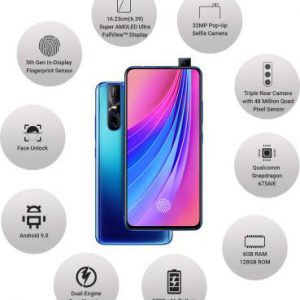 16.23cm(6.39)
Super AMOLED Ultra
FullView™ Display
32MP Pop-Up
Selfie Camera
5th Gen In-Display
Fingerprint Sensor
Triple Rear Camera
with 48 Million Quad
Pixel Sensor
Face Unlock
Qualcomm
Snapdragon
675AIE
Android 9.0
6GB RAM
128GB ROM
Dual-Engine